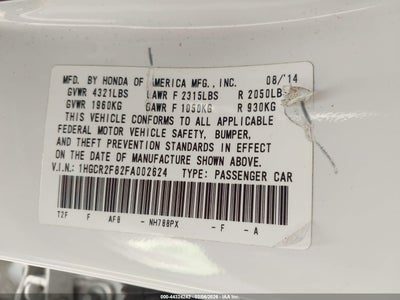 MFD. BY HONDA OF AMERICA MFG., INC. 08/14
GVWR 4321LBS GAWR F 2315LBS R 2050LBS
GVWR 1960KG GAWR F 1050KG R 930KG
THIS VEHICLE CONFORMS TO ALL APPLICABLE
FEDERAL MOTOR VEHICLE SAFETY, BUMPER,
AND THEFT PREVENTION STANDARDS IN EFFECT
ON THE DATE OF MANUFACTURE SHOWN ABOVE.
V.I.N.: 1HGCR2F82FA002624 TYPE: PASSENGER CAR
T2F F AF8 - NH788PX - F - A